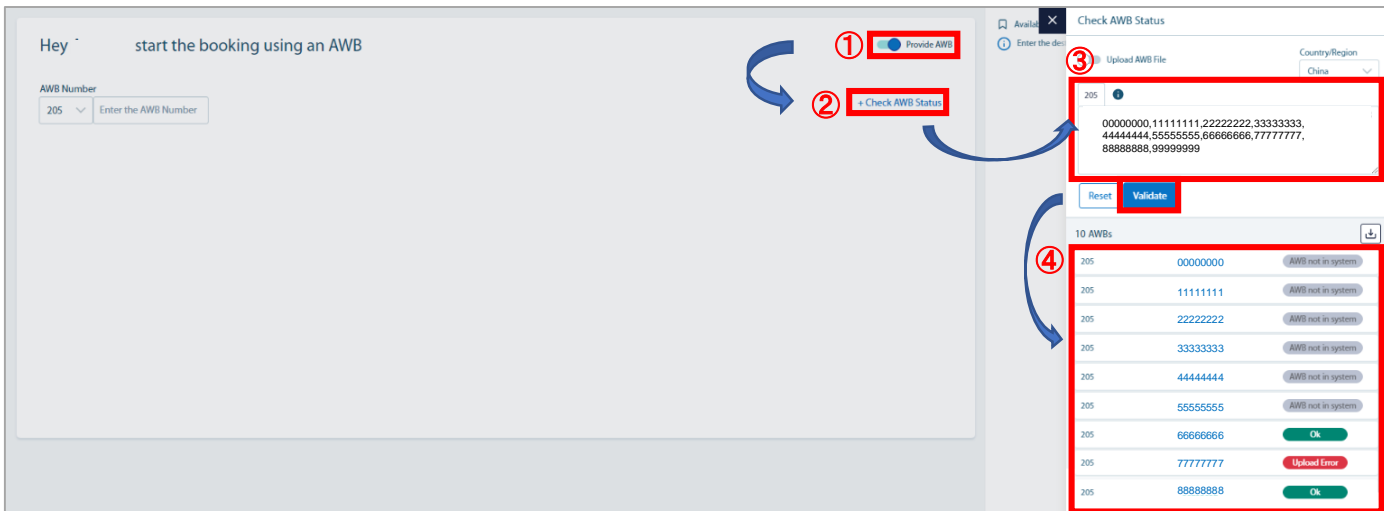 Hey
start the booking using an AWB
① Provide AWB
AWB Number
205
Enter the AWB Number
② + Check AWB Status
Enter the
Check AWB Status
③
Upload AWB File
Country/Region
China
205
00000000,11111111,22222222,33333333,
44444444,55555555,66666666,77777777,
88888888,99999999
Reset
Validate
④
10 AWBs
205 00000000 AWB not in system
205 11111111 AWB not in system
205 22222222 AWB not in system
205 33333333 AWB not in system
205 44444444 AWB not in system
205 55555555 AWB not in system
205 66666666 Ok
205 77777777 Upload Error
205 88888888 Ok